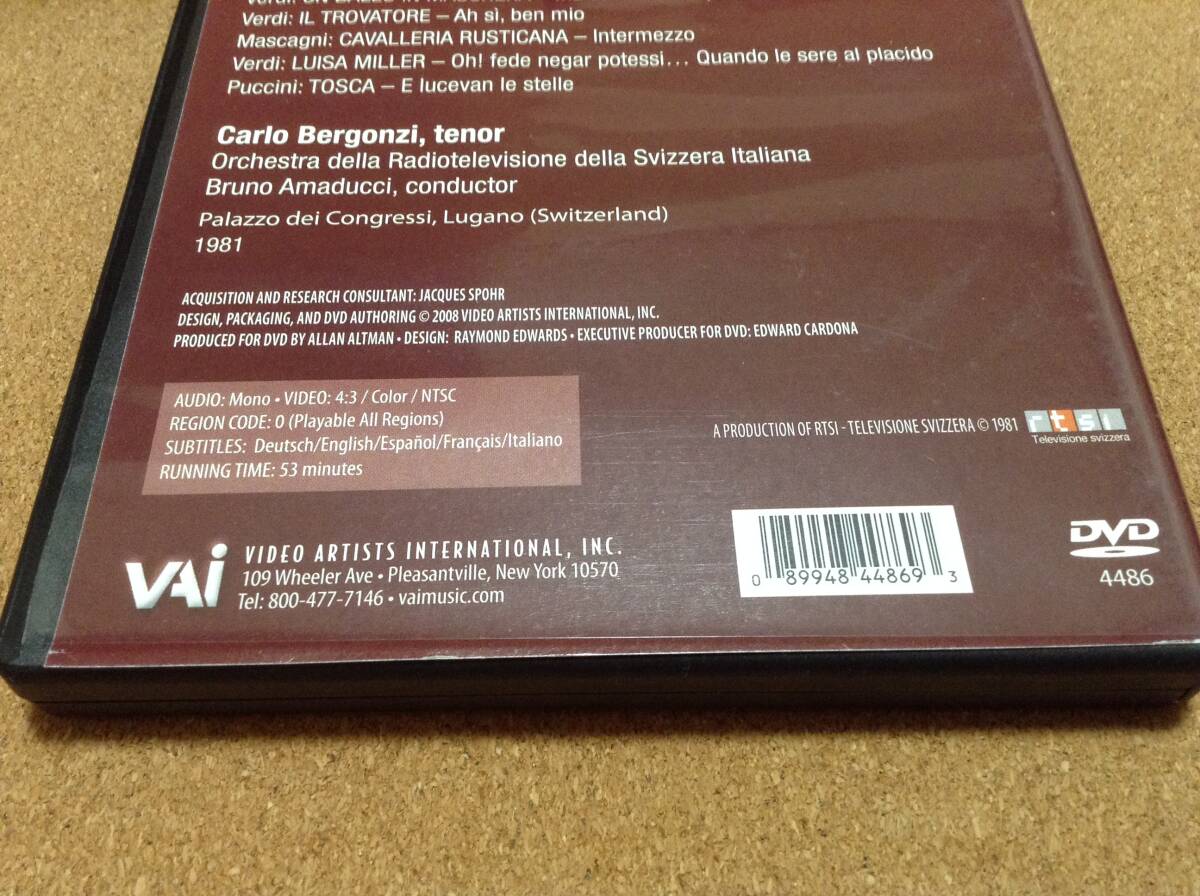 Verdi: IL TROVATORE – Ah sì, ben mio
Mascagni: CAVALLERIA RUSTICANA – Intermezzo
Verdi: LUISA MILLER – Oh! fede negar potessi... Quando le sere al placido
Puccini: TOSCA – E lucevan le stelle
Carlo Bergonzi, tenor
Orchestra della Radiotelevisione della Svizzera Italiana
Bruno Amaducci, conductor
Palazzo dei Congressi, Lugano (Switzerland)
1981
ACQUISITION AND RESEARCH CONSULTANT: JACQUES SPOHR
DESIGN, PACKAGING, AND DVD AUTHORING © 2008 VIDEO ARTISTS INTERNATIONAL, INC.
PRODUCED FOR DVD BY ALLAN ALTMAN • DESIGN: RAYMOND EDWARDS • EXECUTIVE PRODUCER FOR DVD: EDWARD CARDONA
AUDIO: Mono • VIDEO: 4:3 / Color / NTSC
REGION CODE: 0 (Playable All Regions)
SUBTITLES: Deutsch/English/Español/Français/Italiano
RUNNING TIME: 53 minutes
A PRODUCTION OF RTSI - TELEVISIONE SVIZZERA © 1981
rtsi
Televisione svizzera
VAI
VIDEO ARTISTS INTERNATIONAL, INC.
109 Wheeler Ave • Pleasantville, New York 10570
Tel: 800-477-7146 • vaimusic.com
0 89948 44869 3
DVD
4486